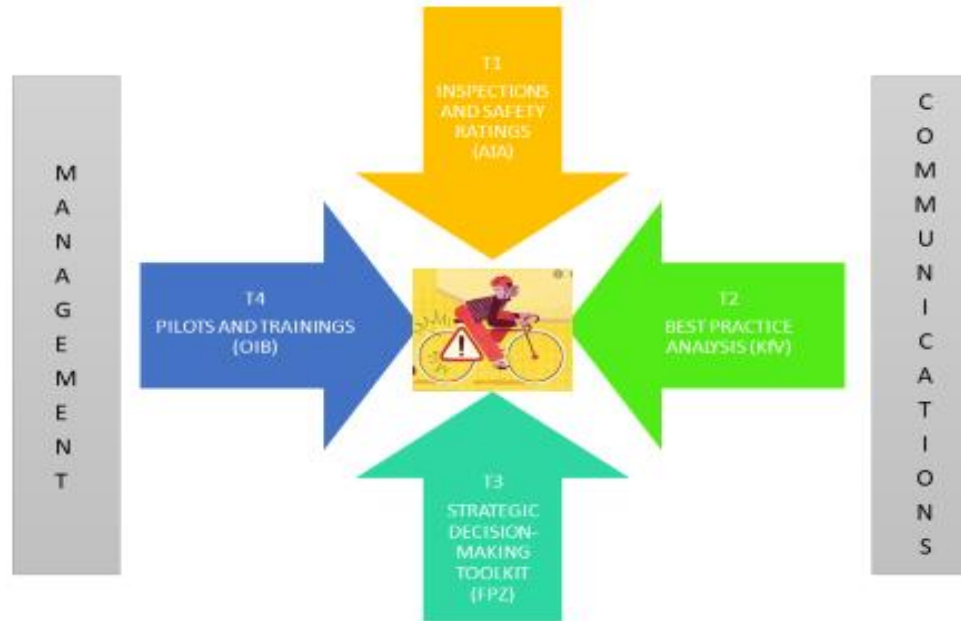 T1
INSPECTIONS
AND SAFETY
RATINGS
(AIA)
M
A
N
A
G
E
M
E
N
T
T4
PILOTS AND TRAININGS
(OIB)
T2
BEST PRACTICE
ANALYSIS (KfV)
T3
STRATEGIC
DECISION-
MAKING
TOOLKIT
(FPZ)
C
O
M
M
U
N
I
C
A
T
I
O
N
S